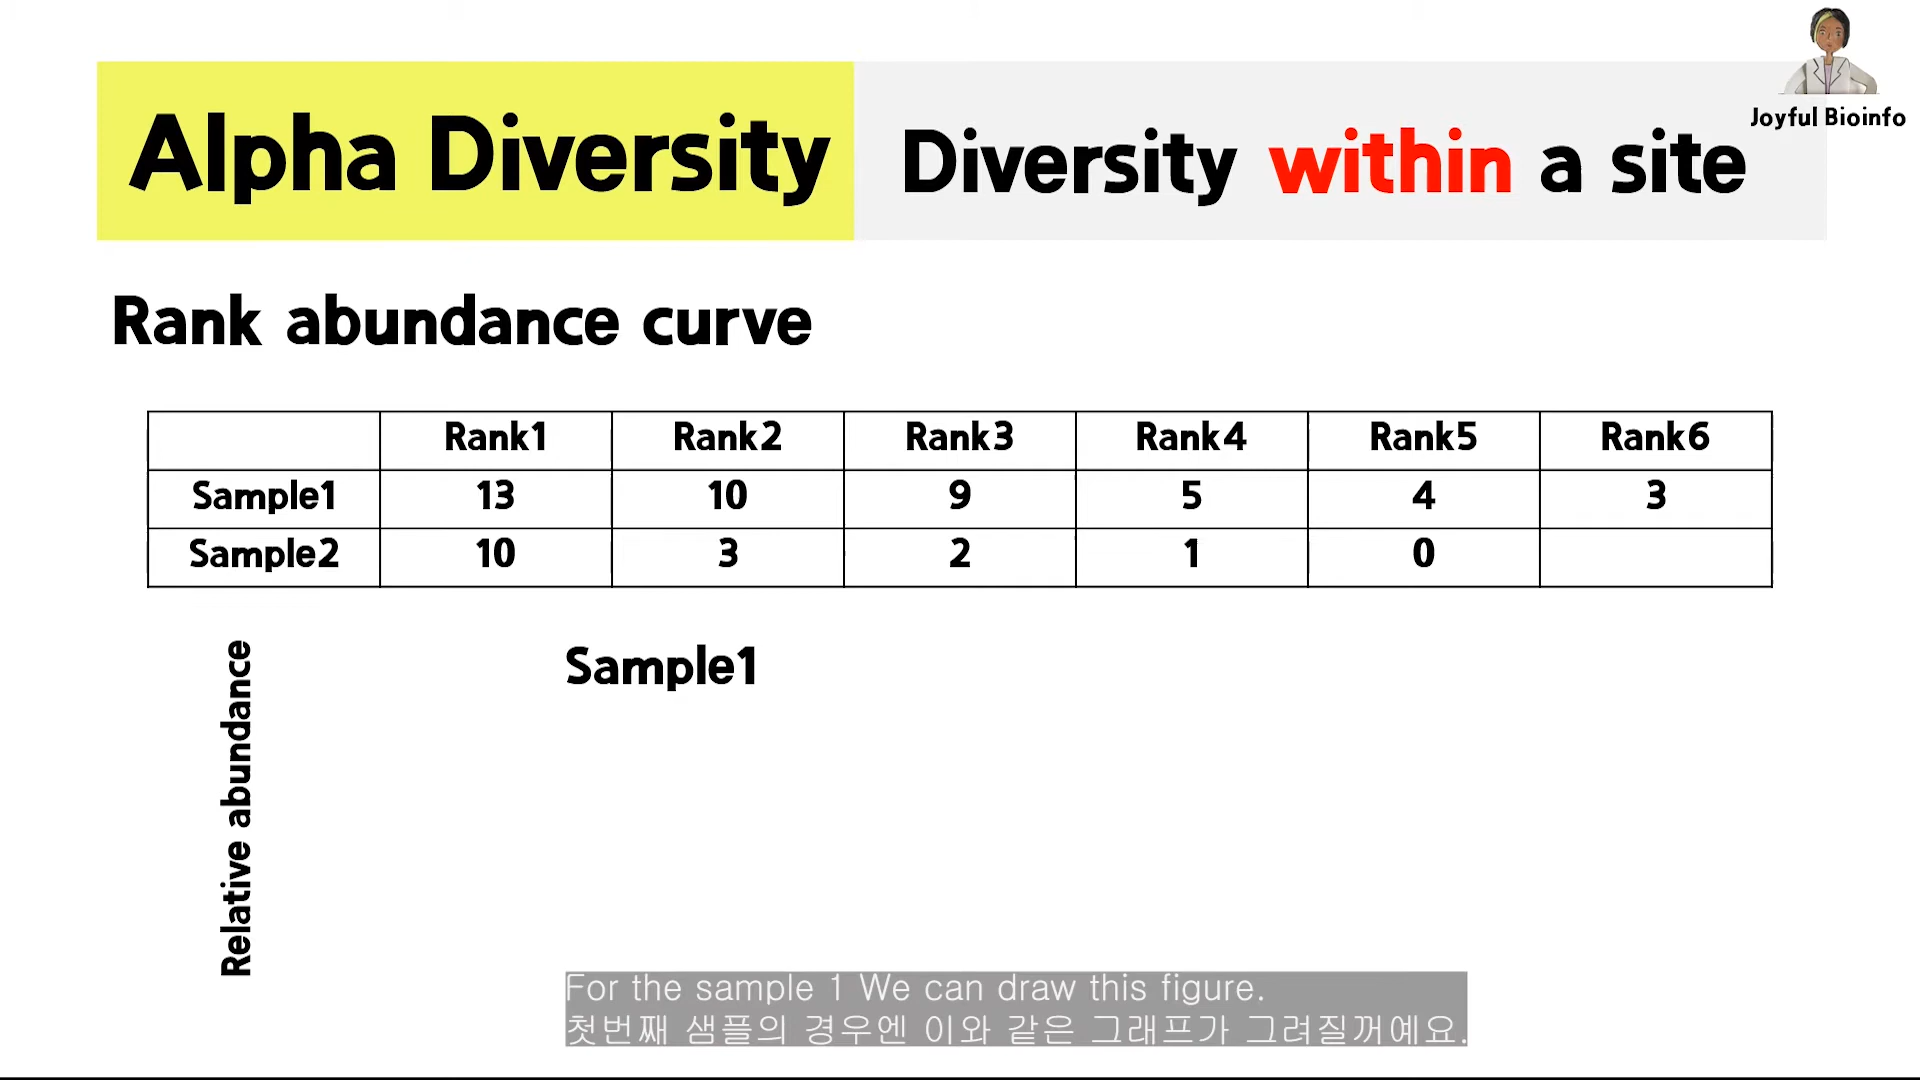 Joyful Bioinfo
Alpha Diversity Diversity within a site
Rank abundance curve
Rank1 Rank2 Rank3 Rank4 Rank5 Rank6
Sample1 13 10 9 5 4 3
Sample2 10 3 2 1 0
Relative abundance
Sample1
For the sample 1 We can draw this figure.
첫번째 샘플의 경우엔 이와 같은 그래프가 그려질꺼예요.